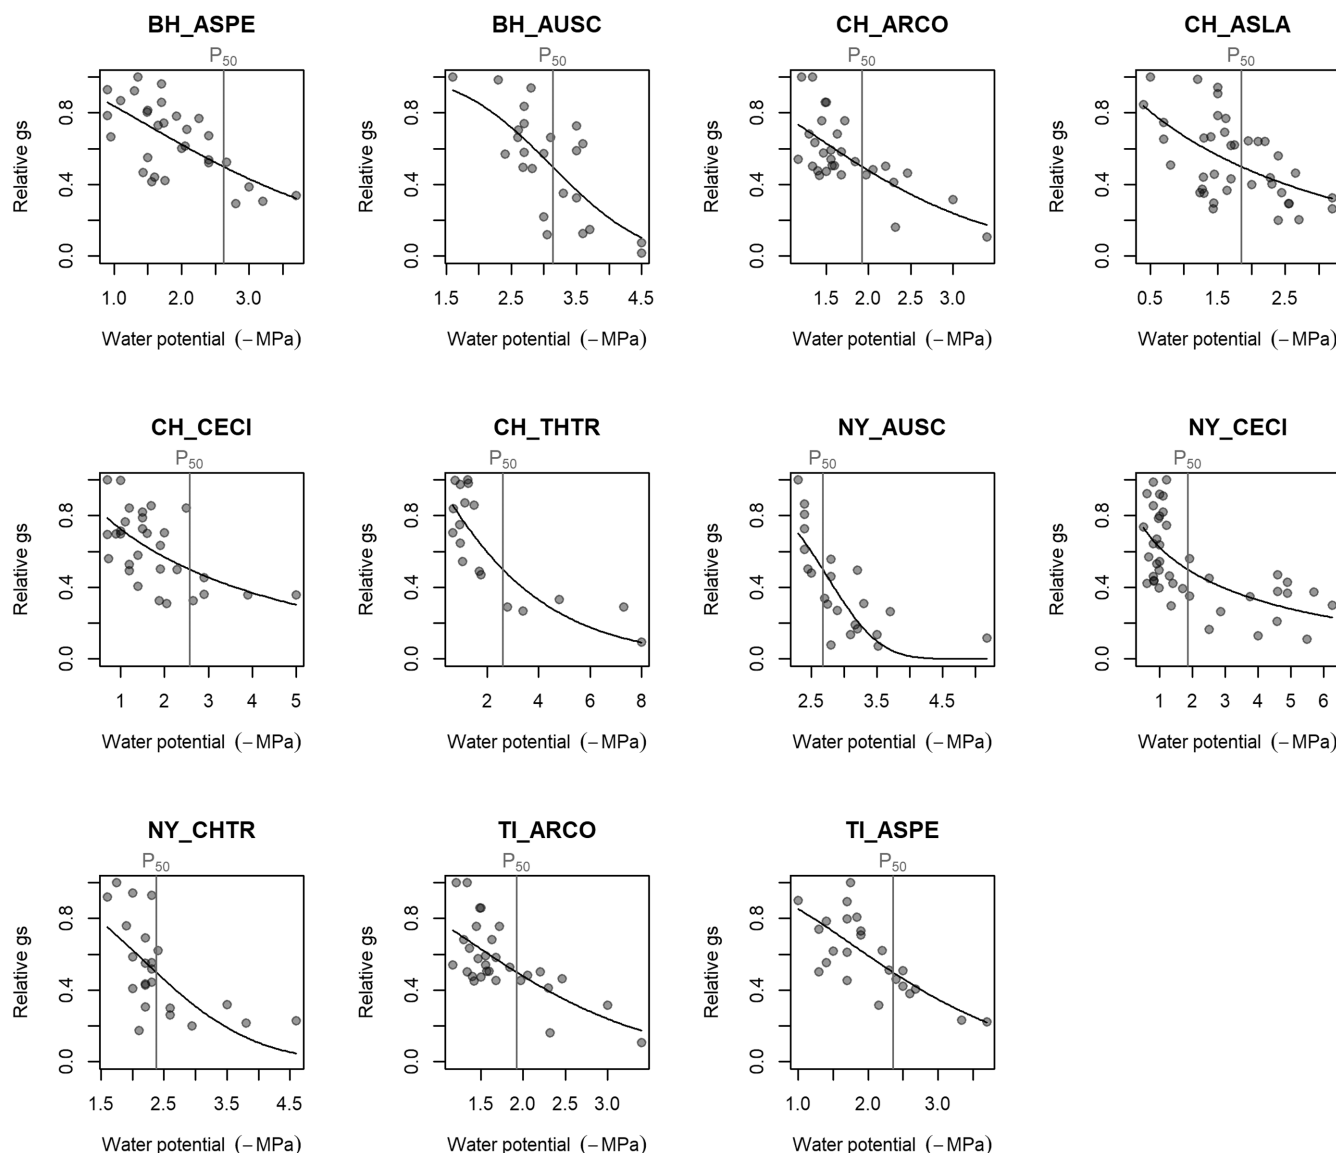 BH_ASPE BH_AUSC CH_ARCO CH_ASLA
P50 P50 P50 P50
Relative gs Relative gs Relative gs Relative gs
0.8 0.8 0.8 0.8
0.4 0.4 0.4 0.4
0.0 0.0 0.0 0.0
1.0 2.0 3.0 1.5 2.5 3.5 4.5 1.5 2.0 2.5 3.0 0.5 1.5 2.5
Water potential (−MPa) Water potential (−MPa) Water potential (−MPa) Water potential (−MPa)
CH_CECI CH_THTR NY_AUSC NY_CECI
P50 P50 P50 P50
Relative gs Relative gs Relative gs Relative gs
0.8 0.8 0.8 0.8
0.4 0.4 0.4 0.4
0.0 0.0 0.0 0.0
1 2 3 4 5 2 4 6 8 2.5 3.5 4.5 1 2 3 4 5 6
Water potential (−MPa) Water potential (−MPa) Water potential (−MPa) Water potential (−MPa)
NY_CHTR TI_ARCO TI_ASPE
P50 P50 P50
Relative gs Relative gs Relative gs
0.8 0.8 0.8
0.4 0.4 0.4
0.0 0.0 0.0
1.5 2.5 3.5 4.5 1.5 2.0 2.5 3.0 1.0 2.0 3.0
Water potential (−MPa) Water potential (−MPa) Water potential (−MPa)